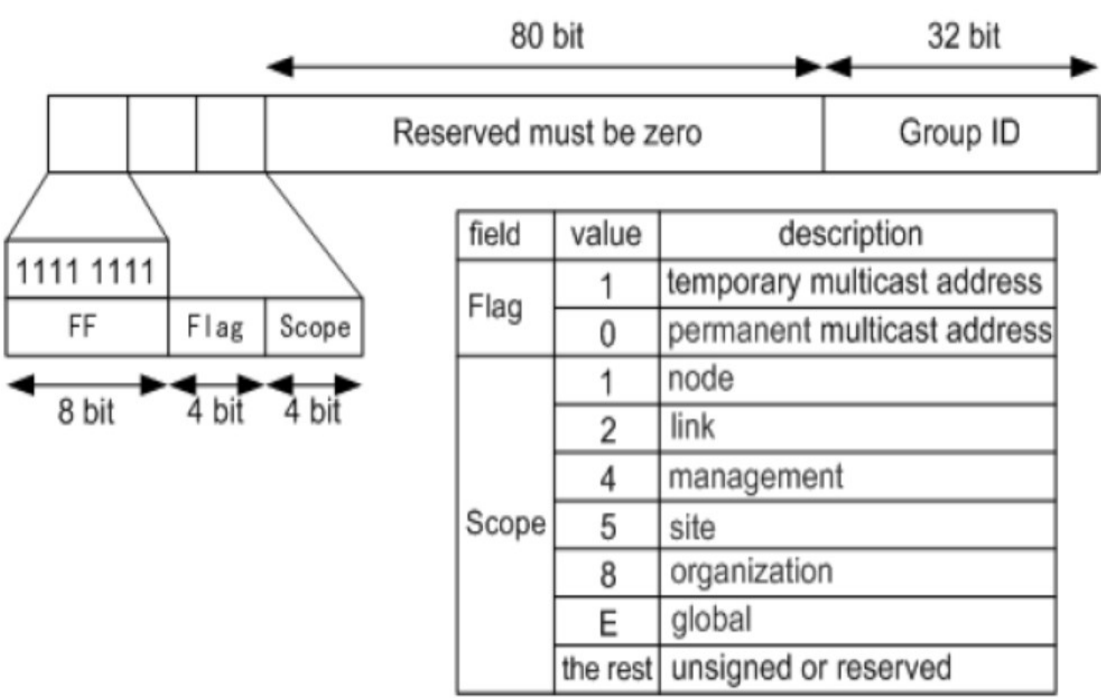 80 bit 32 bit
Reserved must be zero Group ID
1111 1111
FF Flag Scope
8 bit 4 bit 4 bit
field value description
Flag 1 temporary multicast address
0 permanent multicast address
Scope 1 node
2 link
4 management
5 site
8 organization
E global
the rest unsigned or reserved